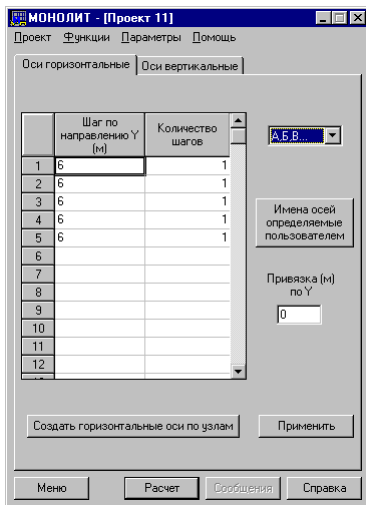 МОНОЛИТ - [Проект 11]
Проект Функции Параметры Помощь
Оси горизонтальные Оси вертикальные
Шаг по направлению Y (м) Количество шагов
А,Б,В...
1 6 1
2 6 1
3 6 1
4 6 1
5 6 1
6
7
8
9
10
11
12
Имена осей
определяемые
пользователем
Привязка (м)
по Y
0
Создать горизонтальные оси по узлам Применить
Меню Расчет Сообщения Справка